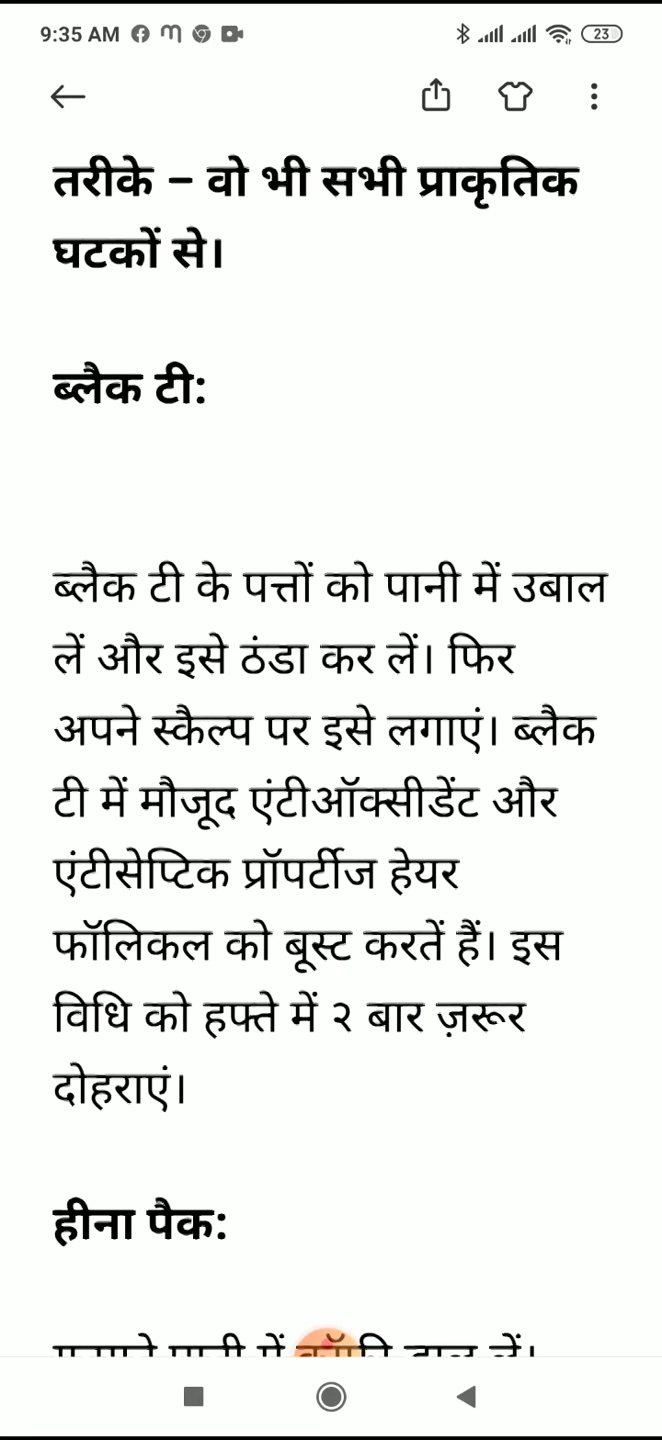 9:35 AM
23
तरीके – वो भी सभी प्राकृतिक
घटकों से।
ब्लैक टी:
ब्लैक टी के पत्तों को पानी में उबाल
लें और इसे ठंडा कर लें। फिर
अपने स्कैल्प पर इसे लगाएं। ब्लैक
टी में मौजूद एंटीऑक्सीडेंट और
एंटीसेप्टिक प्रॉपर्टीज हेयर
फॉलिकल को बूस्ट करतें हैं। इस
विधि को हफ्ते में २ बार ज़रूर
दोहराएं।
हीना पैक:
पानी में डाल लें।